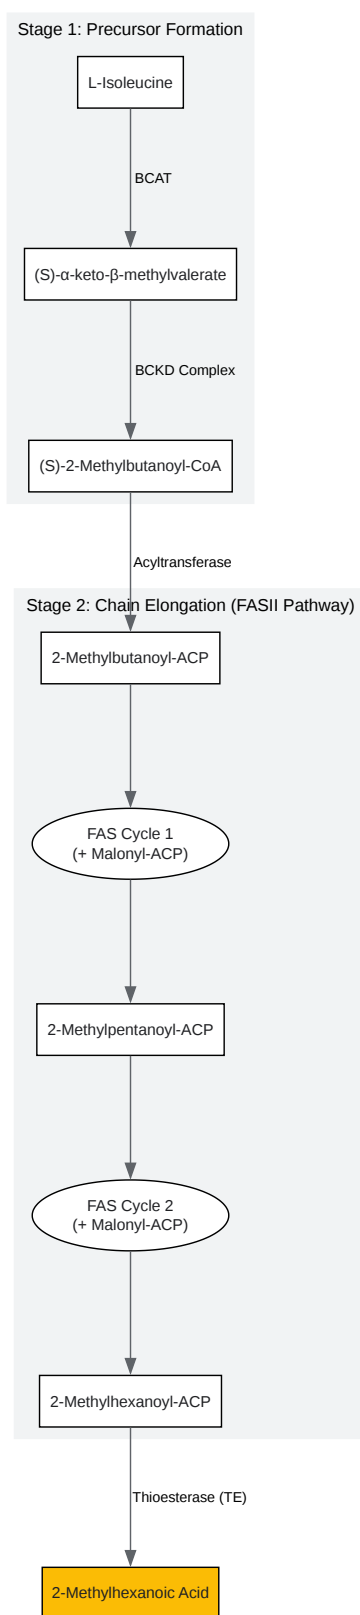 Stage 1: Precursor Formation
L-Isoleucine
BCAT
(S)-α-keto-β-methylvalerate
BCKD Complex
(S)-2-Methylbutanoyl-CoA
Acyltransferase
Stage 2: Chain Elongation (FASII Pathway)
2-Methylbutanoyl-ACP
FAS Cycle 1
(+ Malonyl-ACP)
2-Methylpentanoyl-ACP
FAS Cycle 2
(+ Malonyl-ACP)
2-Methylhexanoyl-ACP
Thioesterase (TE)
2-Methylhexanoic Acid